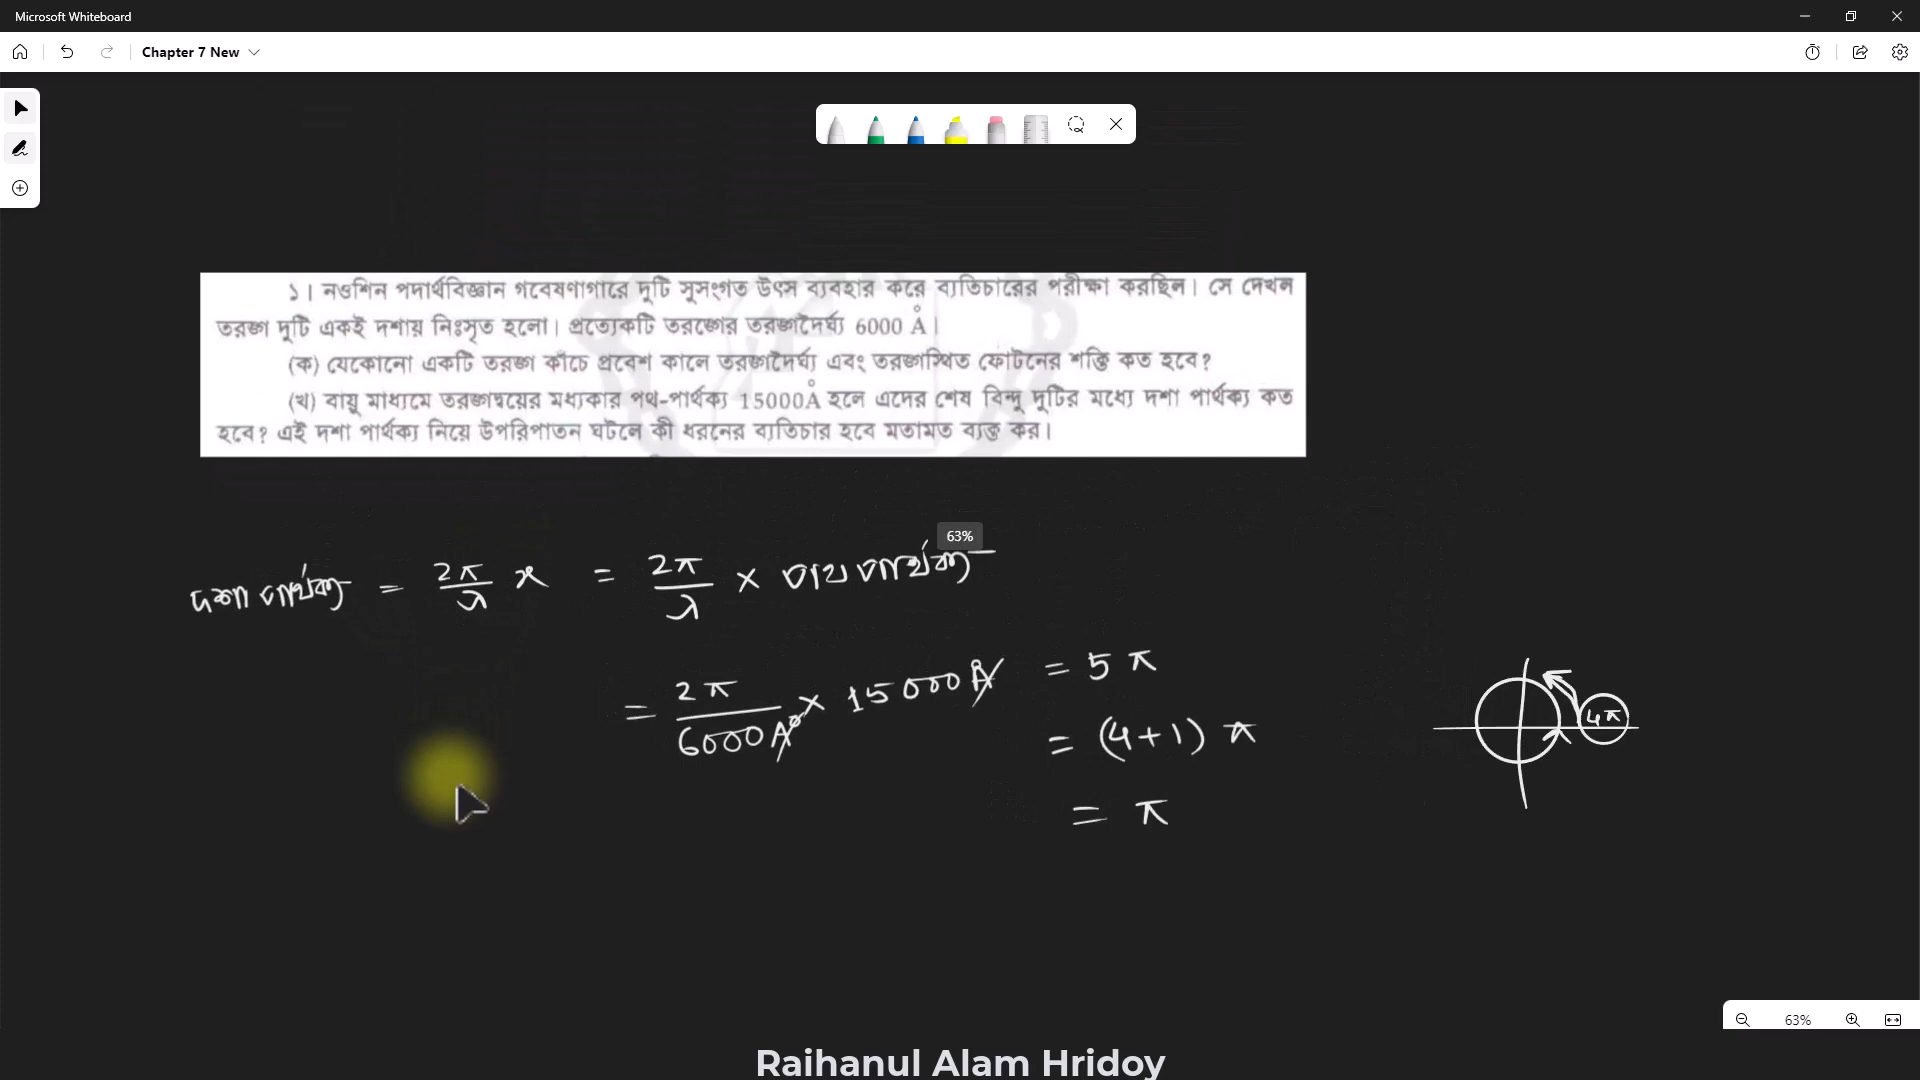 Microsoft Whiteboard
Chapter 7 New
১। নওশিন পদার্থবিজ্ঞান গবেষণাগারে দুটি সুসংগত উৎস ব্যবহার করে ব্যতিচারের পরীক্ষা করছিল। সে দেখল
তরঙ্গ দুটি একই দশায় নিঃসৃত হলো। প্রত্যেকটি তরঙ্গের তরঙ্গদৈর্ঘ্য 6000 Å।
(ক) যেকোনো একটি তরঙ্গ কাঁচে প্রবেশ কালে তরঙ্গদৈর্ঘ্য এবং তরঙ্গস্থিত ফোটনের শক্তি কত হবে?
(খ) বায়ু মাধ্যমে তরঙ্গদ্বয়ের মধ্যকার পথ-পার্থক্য 15000Å হলে এদের শেষ বিন্দু দুটির মধ্যে দশা পার্থক্য কত
হবে? এই দশা পার্থক্য নিয়ে উপরিপাতন ঘটলে কী ধরনের ব্যতিচার হবে মতামত ব্যক্ত কর।
63%
দশা পার্থক্য = 2π/λ x = 2π/λ × পথ পার্থক্য
= 2π/6000Å × 15000Å = 5π
= (4+1) π
= π
4π
63%
Raihanul Alam Hridoy